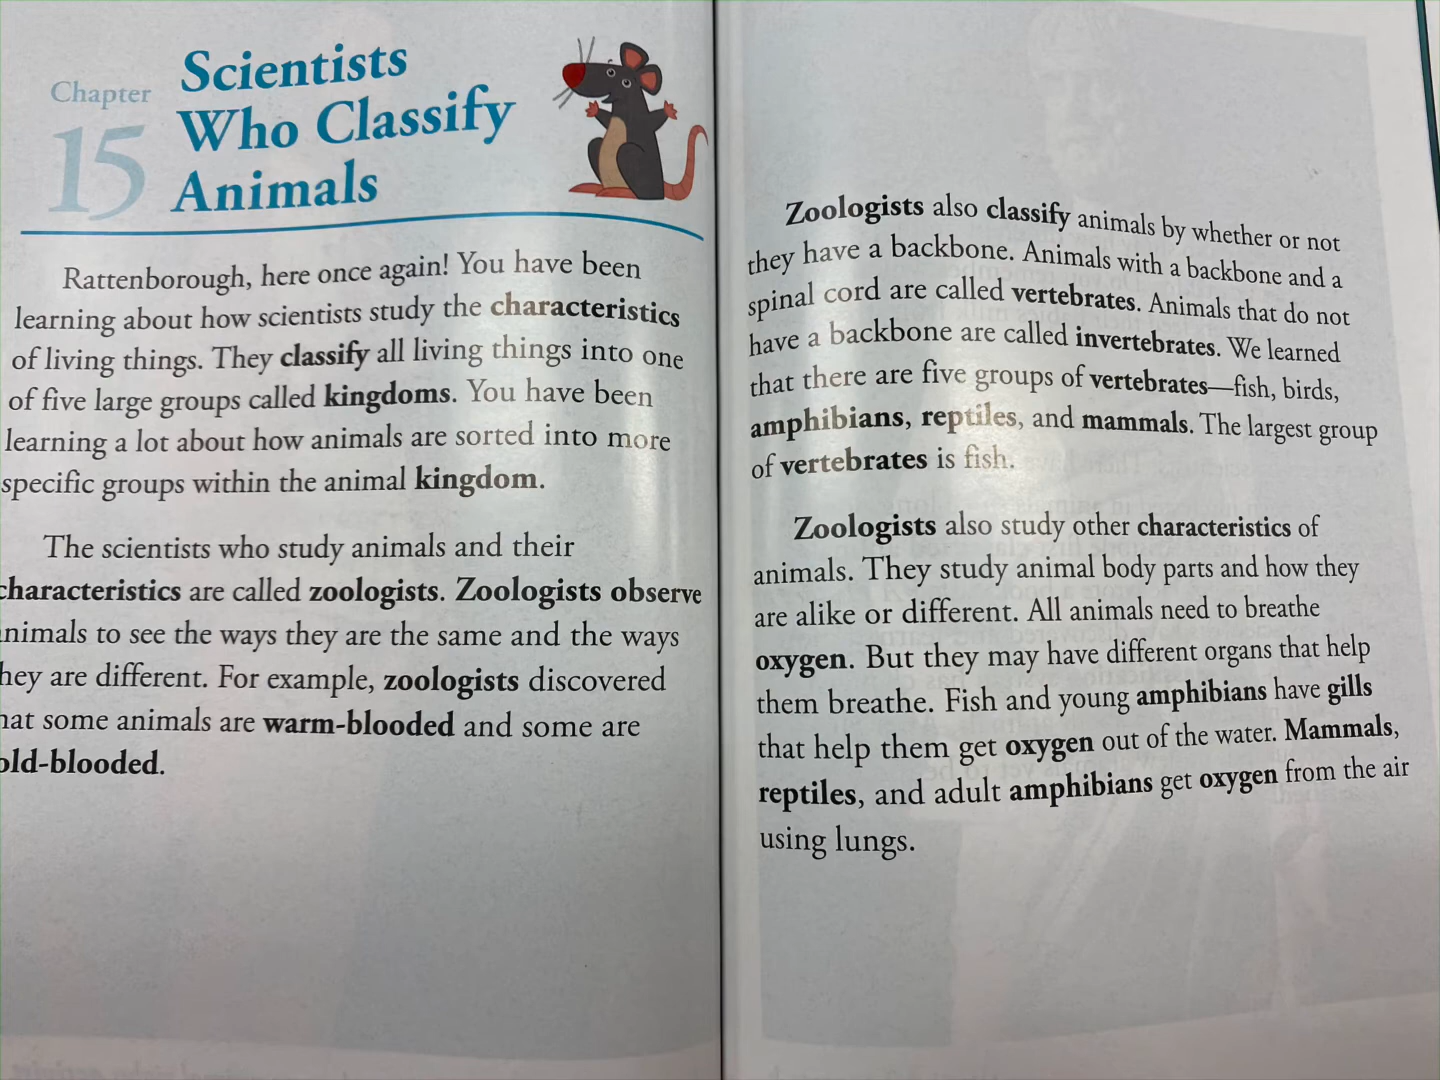 Chapter
15
Scientists
Who Classify
Animals
Rattenborough, here once again! You have been
learning about how scientists study the characteristics
of living things. They classify all living things into one
of five large groups called kingdoms. You have been
learning a lot about how animals are sorted into more
specific groups within the animal kingdom.
The scientists who study animals and their
characteristics are called zoologists. Zoologists observe
nimals to see the ways they are the same and the ways
hey are different. For example, zoologists discovered
hat some animals are warm-blooded and some are
old-blooded.
Zoologists also classify animals by whether or not
they have a backbone. Animals with a backbone and a
spinal cord are called vertebrates. Animals that do not
have a backbone are called invertebrates. We learned
that there are five groups of vertebrates—fish, birds,
amphibians, reptiles, and mammals. The largest group
of vertebrates is fish.
Zoologists also study other characteristics of
animals. They study animal body parts and how they
are alike or different. All animals need to breathe
oxygen. But they may have different organs that help
them breathe. Fish and young amphibians have gills
that help them get oxygen out of the water. Mammals,
reptiles, and adult amphibians get oxygen from the air
using lungs.